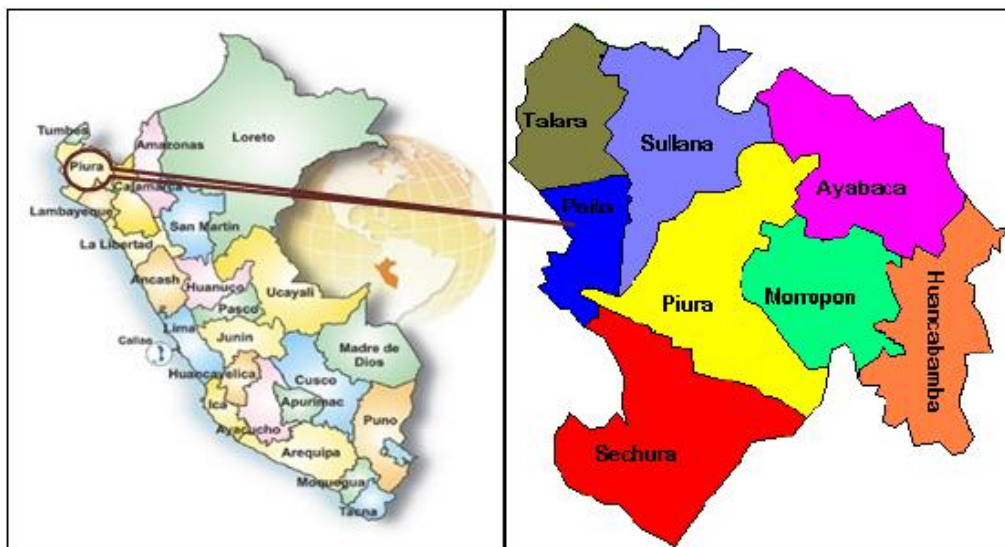 Tumbes
Piura
Amazonas
Loreto
Cajamarca
Lambayeque
San Martin
La Libertad
Ancash
Huanuco
Ucayali
Pasco
Lima
Junin
Callao
Madre de
Dios
Huancavelica
Cusco
Ica
Apurimac
Puno
Ayacucho
Arequipa
Moquegua
Tacna
Talara
Sullana
Ayabaca
Paita
Piura
Morropon
Huancabamba
Sechura